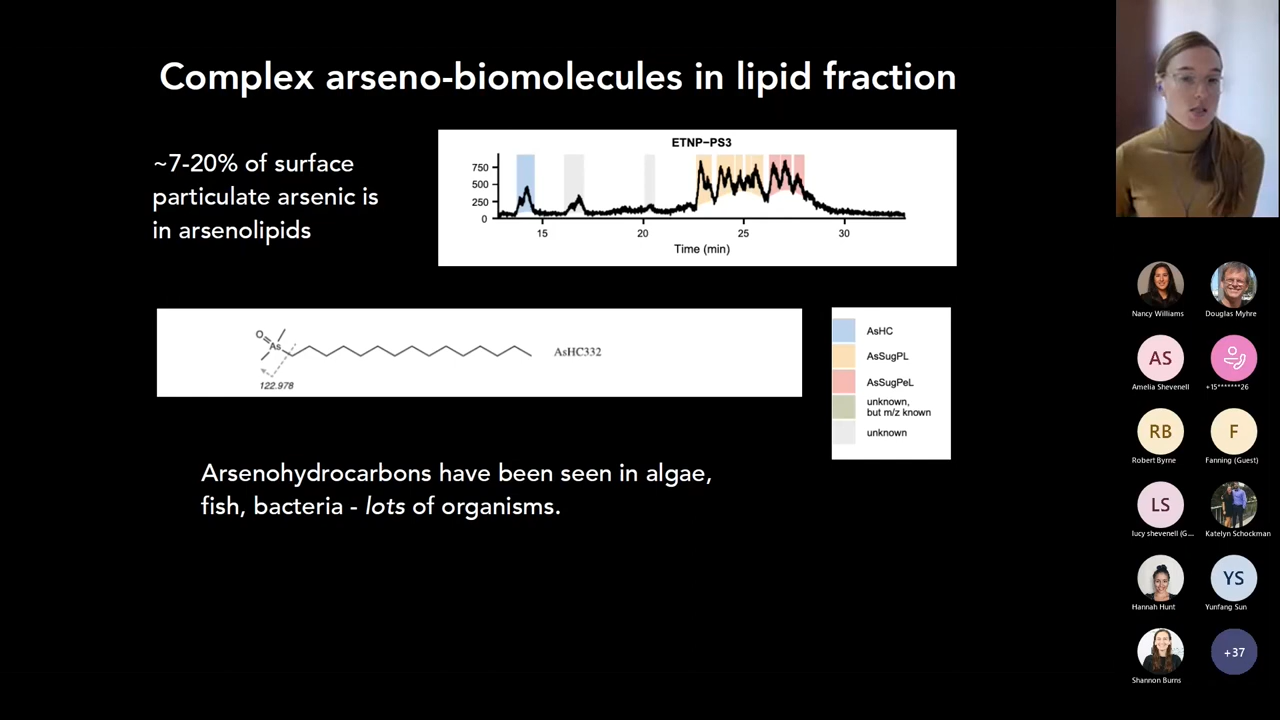 Complex arseno-biomolecules in lipid fraction
~7-20% of surface
particulate arsenic is
in arsenolipids
ETNP−PS3
750
500
250
0
15
20
25
30
Time (min)
O
As
122.978
AsHC332
AsHC
AsSugPL
AsSugPeL
unknown,
but m/z known
unknown
Arsenohydrocarbons have been seen in algae,
fish, bacteria - lots of organisms.
Nancy Williams
Douglas Myhre
AS
Amelia Shevenell
+15*******26
RB
Robert Byrne
F
Fanning (Guest)
LS
lucy shevenell (G...
Katelyn Schockman
Hannah Hunt
YS
Yunfang Sun
Shannon Burns
+37